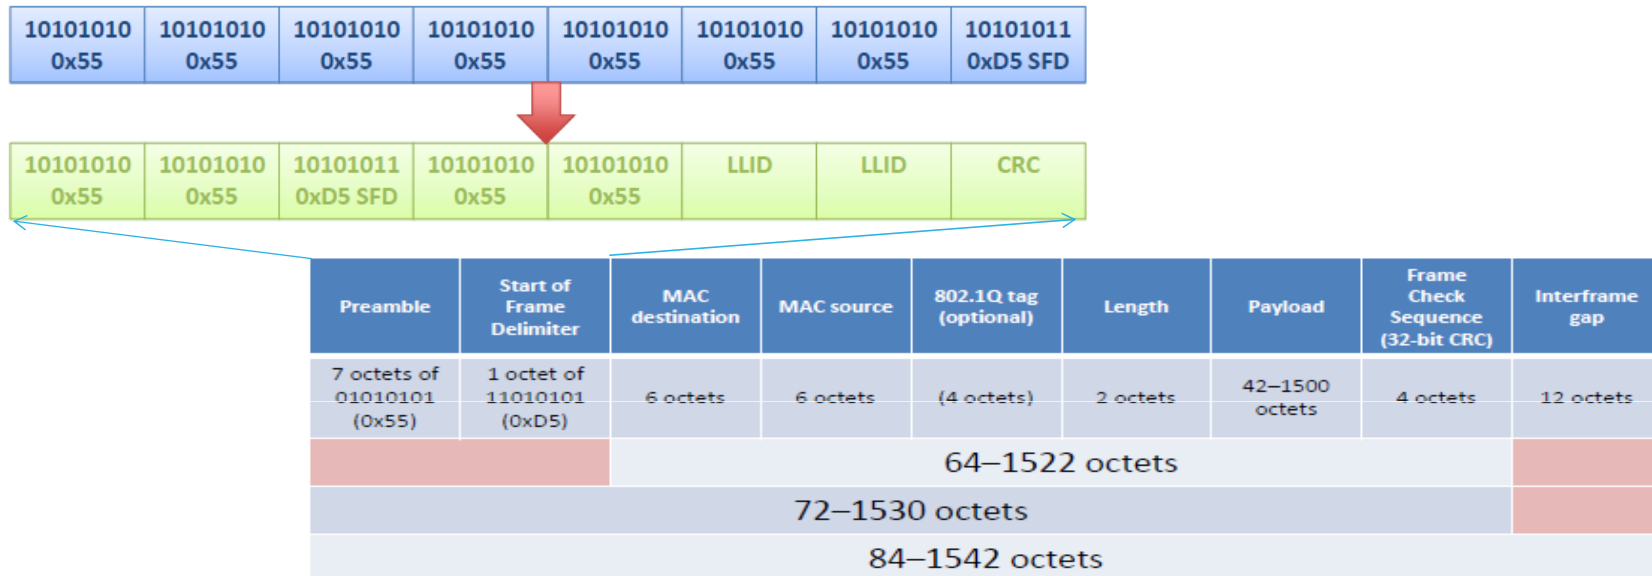 10101010 10101010 10101010 10101010 10101010 10101010 10101010 10101011
0x55 0x55 0x55 0x55 0x55 0x55 0x55 0xD5 SFD
10101010 10101010 10101011 10101010 10101010 LLID LLID CRC
0x55 0x55 0xD5 SFD 0x55 0x55
Preamble
Start of
Frame
Delimiter
MAC
destination
MAC source
802.1Q tag
(optional)
Length
Payload
Frame
Check
Sequence
(32-bit CRC)
Interframe
gap
7 octets of
01010101
(0x55)
1 octet of
11010101
(0xD5)
6 octets
6 octets
(4 octets)
2 octets
42–1500
octets
4 octets
12 octets
64–1522 octets
72–1530 octets
84–1542 octets